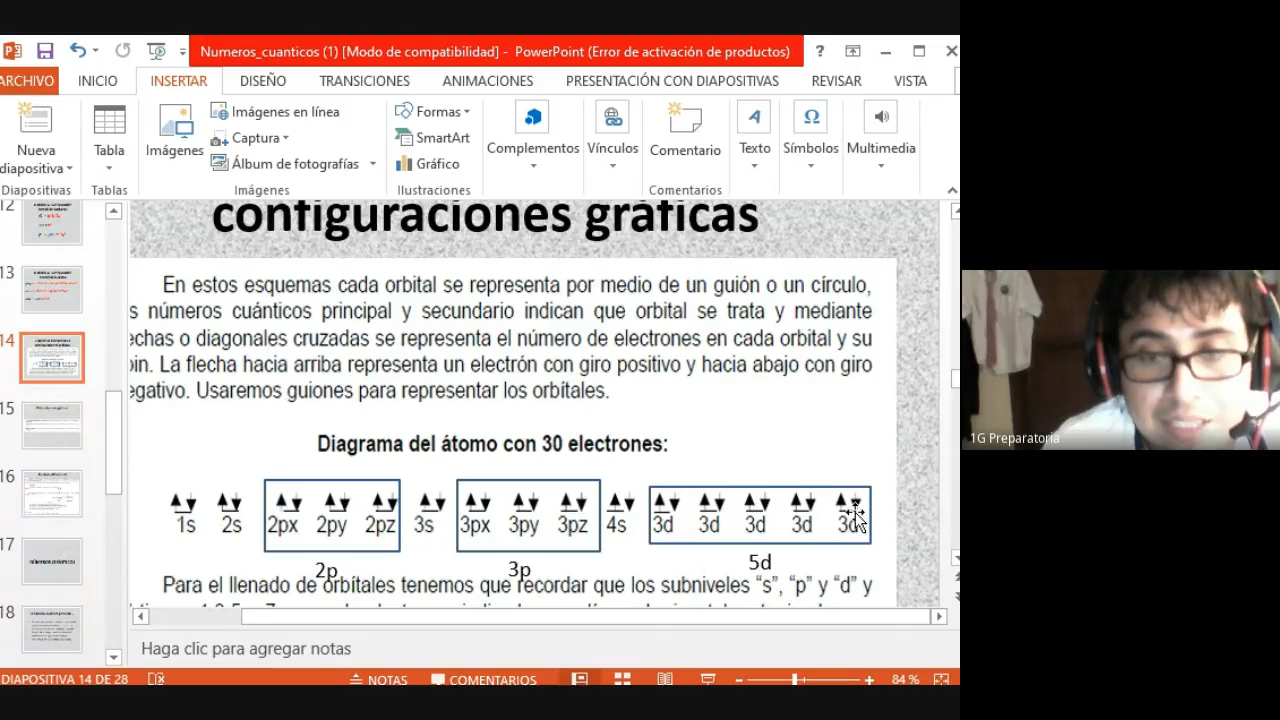 Numeros_cuanticos (1) [Modo de compatibilidad] - PowerPoint (Error de activación de productos) ?
ARCHIVO INICIO INSERTAR DISEÑO TRANSICIONES ANIMACIONES PRESENTACIÓN CON DIAPOSITIVAS REVISAR VISTA
Nueva diapositiva
Diapositivas
Tabla
Tablas
Imágenes
Imágenes en línea
Captura
Álbum de fotografías
Imágenes
Formas
SmartArt
Gráfico
Ilustraciones
Complementos
Vínculos
Comentario
Comentarios
Texto
Símbolos
Multimedia
12
13
14
15
16
17
18
configuraciones gráficas
En estos esquemas cada orbital se representa por medio de un guión o un círculo,
s números cuánticos principal y secundario indican que orbital se trata y mediante
echas o diagonales cruzadas se representa el número de electrones en cada orbital y su
pin. La flecha hacia arriba representa un electrón con giro positivo y hacia abajo con giro
egativo. Usaremos guiones para representar los orbítales.
Diagrama del átomo con 30 electrones:
1s 2s 2px 2py 2pz 3s 3px 3py 3pz 4s 3d 3d 3d 3d 3d
2p 3p 5d
Para el llenado de orbítales tenemos que recordar que los subniveles “s”, “p” y “d” y
Haga clic para agregar notas
DIAPOSITIVA 14 DE 28 NOTAS COMENTARIOS 84 %
1G Preparatoria